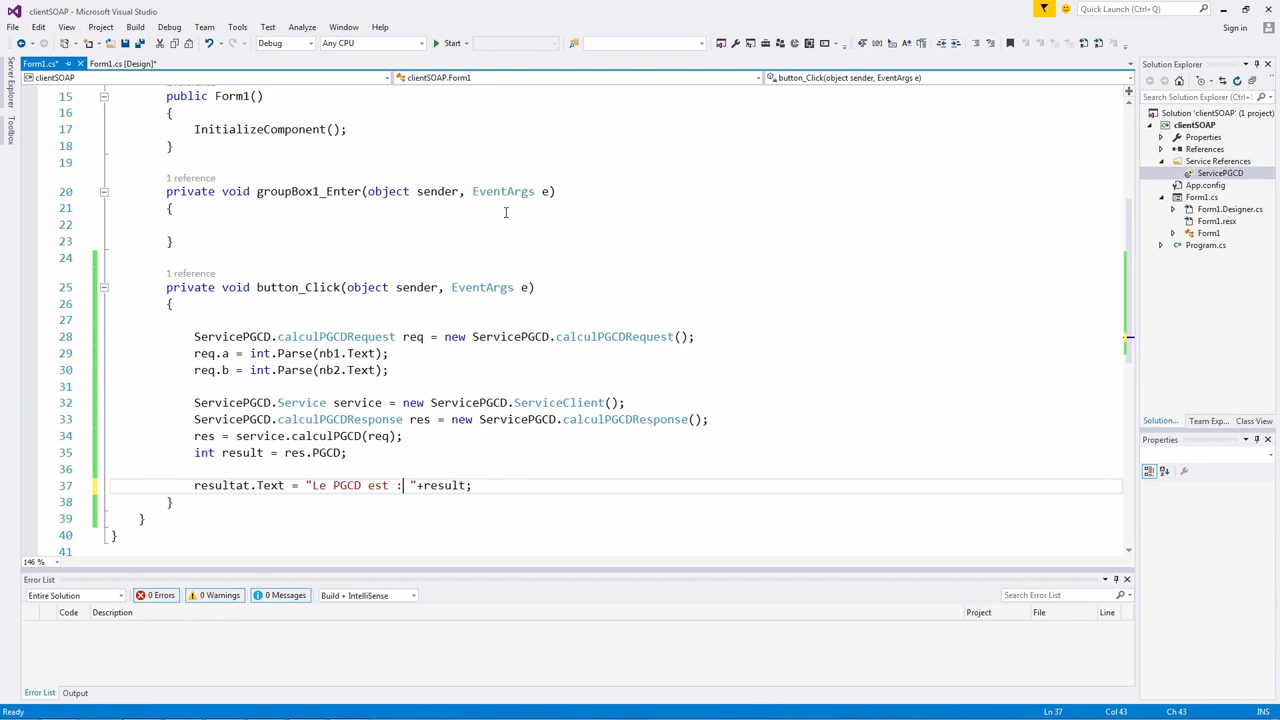 clientSOAP - Microsoft Visual Studio
Quick Launch (Ctrl+Q)
File Edit View Project Build Debug Team Tools Test Analyze Window Help
Sign in
Debug Any CPU Start
Form1.cs* Form1.cs [Design]*
clientSOAP clientSOAP.Form1 button_Click(object sender, EventArgs e)
Server Explorer
Toolbox
15 public Form1()
16 {
17 InitializeComponent();
18 }
19
1 reference
20 private void groupBox1_Enter(object sender, EventArgs e)
21 {
22
23 }
24
1 reference
25 private void button_Click(object sender, EventArgs e)
26 {
27
28 ServicePGCD.calculPGCDRequest req = new ServicePGCD.calculPGCDRequest();
29 req.a = int.Parse(nb1.Text);
30 req.b = int.Parse(nb2.Text);
31
32 ServicePGCD.Service service = new ServicePGCD.ServiceClient();
33 ServicePGCD.calculPGCDResponse res = new ServicePGCD.calculPGCDResponse();
34 res = service.calculPGCD(req);
35 int result = res.PGCD;
36
37 resultat.Text = "Le PGCD est : "+result;
38 }
39 }
40 }
41
146 %
Solution Explorer
Search Solution Explorer (Ctrl+
Solution 'clientSOAP' (1 project)
clientSOAP
Properties
References
Service References
ServicePGCD
App.config
Form1.cs
Form1.Designer.cs
Form1.resx
Form1
Program.cs
Solution... Team Exp... Class View
Properties
Error List
Entire Solution 0 Errors 0 Warnings 0 Messages Build + IntelliSense Search Error List
Code Description Project File Line
Error List Output
Ready Ln 37 Col 43 Ch 43 INS